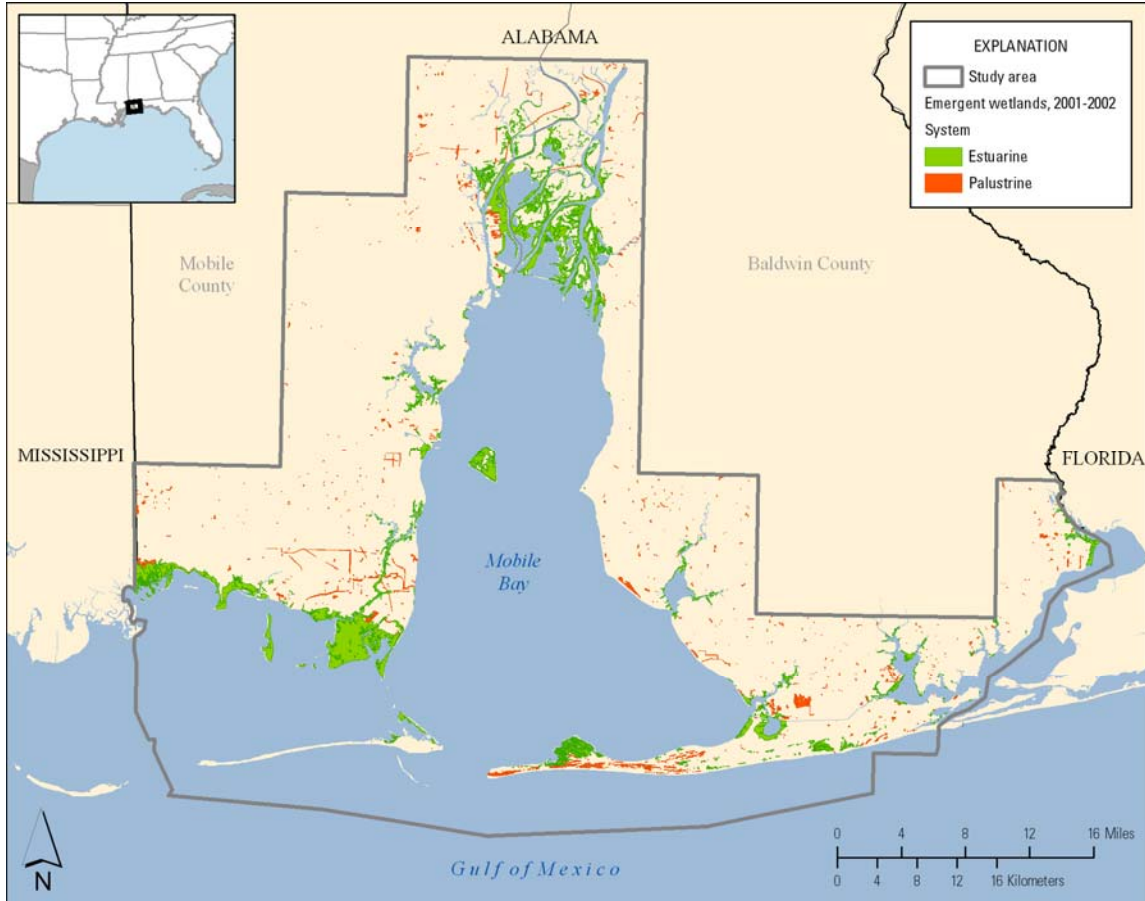 ALABAMA
EXPLANATION
Study area
Emergent wetlands, 2001-2002
System
Estuarine
Palustrine
Mobile
County
Baldwin County
MISSISSIPPI
FLORIDA
Mobile
Bay
0 4 8 12 16 Miles
0 4 8 12 16 Kilometers
N
Gulf of Mexico